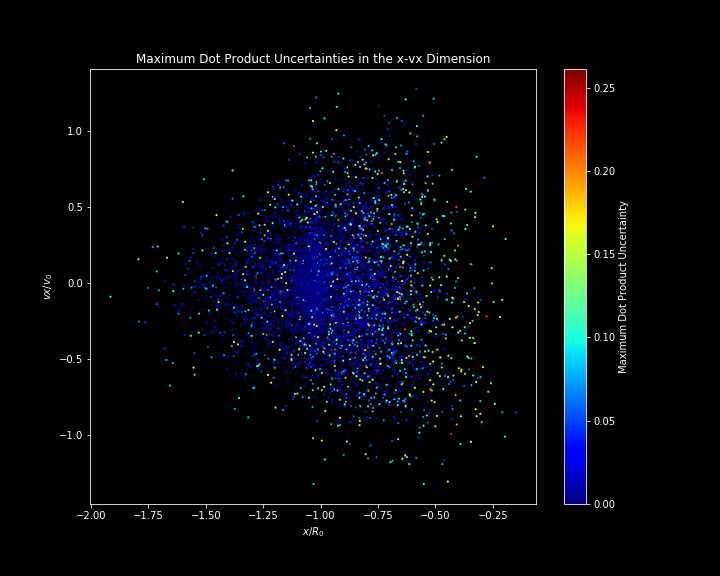 Maximum Dot Product Uncertainties in the x-vx Dimension
1.0
0.5
0.0
−0.5
−1.0
vx/v₀
−2.00 −1.75 −1.50 −1.25 −1.00 −0.75 −0.50 −0.25
x/R₀
0.25
0.20
0.15
0.10
0.05
0.00
Maximum Dot Product Uncertainty